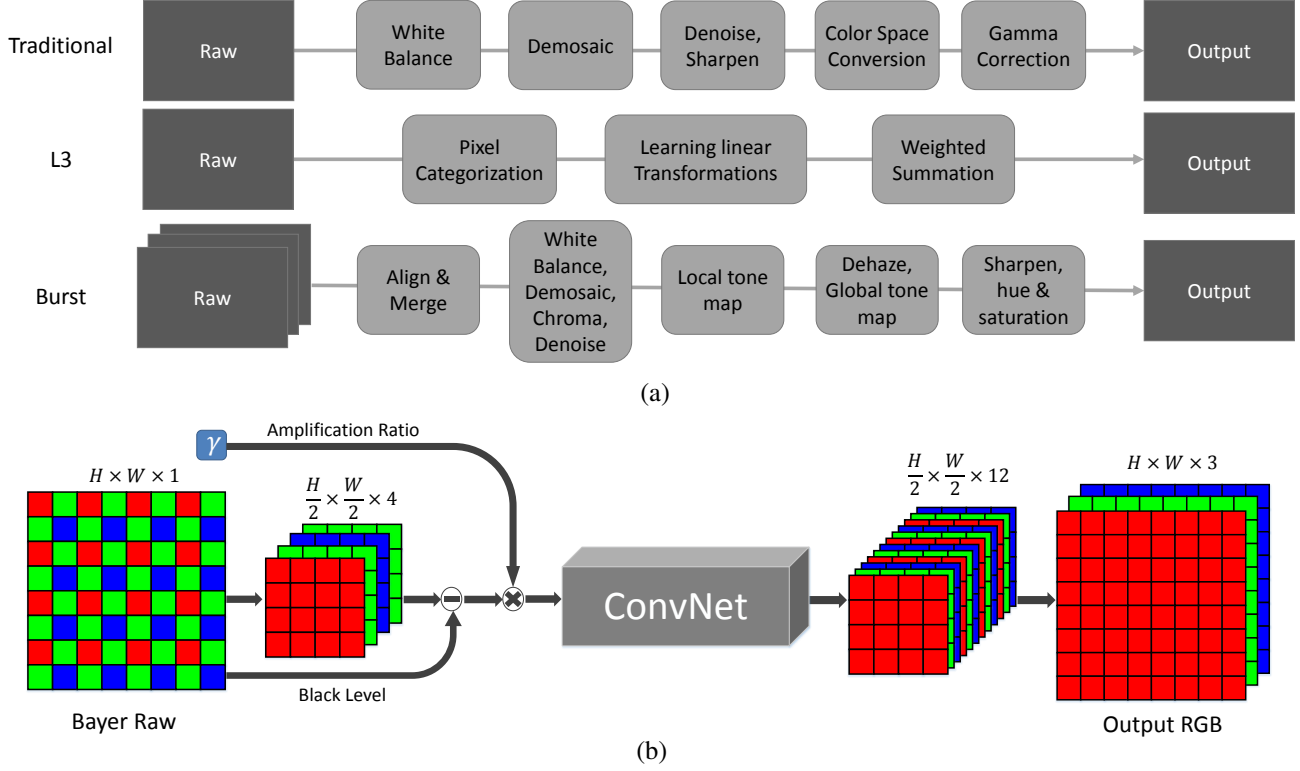 Traditional
Raw
White
Balance
Demosaic
Denoise,
Sharpen
Color Space
Conversion
Gamma
Correction
Output
L3
Raw
Pixel
Categorization
Learning linear
Transformations
Weighted
Summation
Output
Burst
Raw
Align &
Merge
White
Balance,
Demosaic,
Chroma,
Denoise
Local tone
map
Dehaze,
Global tone
map
Sharpen,
hue &
saturation
Output
(a)
γ
Amplification Ratio
H × W × 1
H/2 × W/2 × 4
Black Level
Bayer Raw
ConvNet
H/2 × W/2 × 12
H × W × 3
Output RGB
(b)